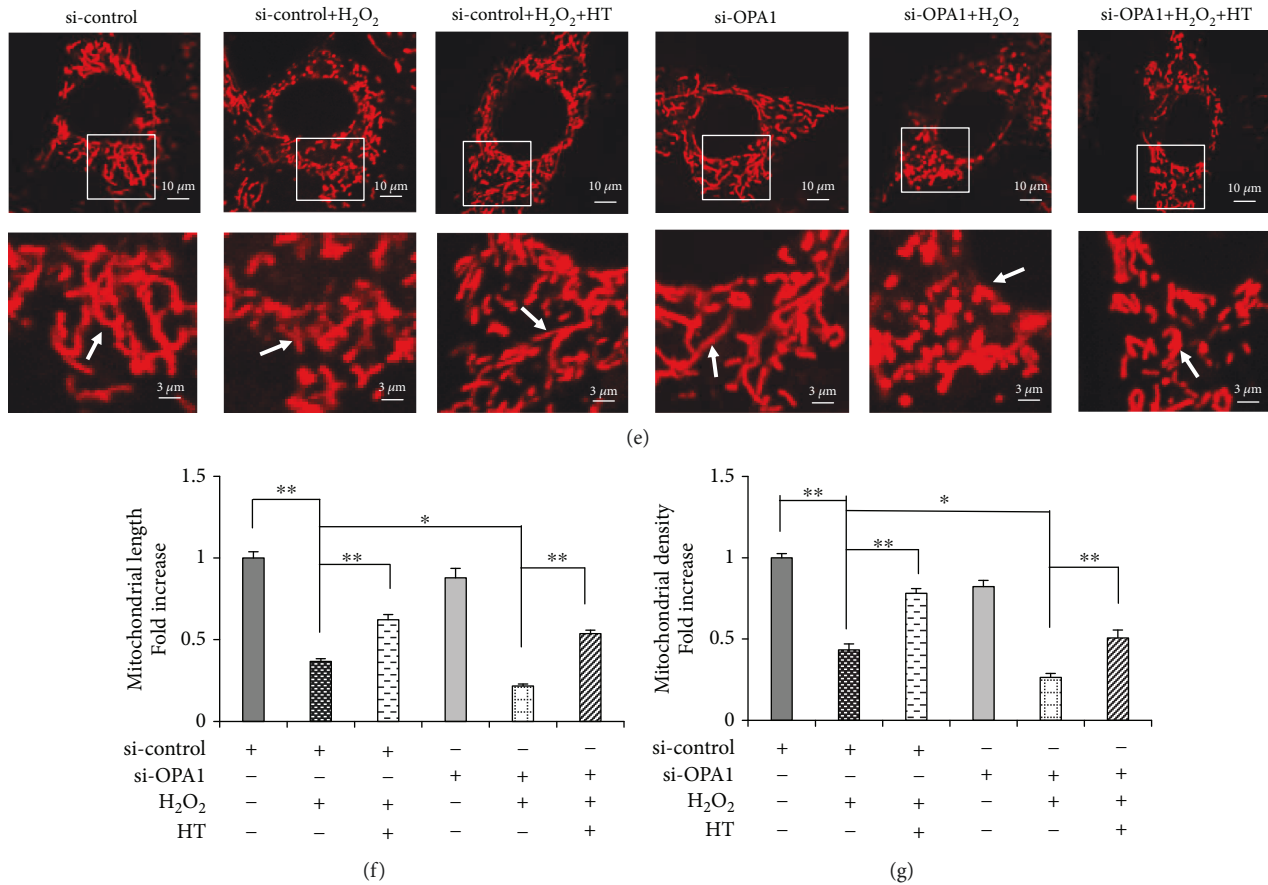 si-control si-control+H₂O₂ si-control+H₂O₂+HT si-OPA1 si-OPA1+H₂O₂ si-OPA1+H₂O₂+HT
10 μm 10 μm 10 μm 10 μm 10 μm 10 μm
3 μm 3 μm 3 μm 3 μm 3 μm 3 μm
(e)
Mitochondrial length
Fold increase
1.5
1
0.5
0
** * ** **
si-control + + + − − −
si-OPA1 − − − + + +
H₂O₂ − + + − + +
HT − − + − − +
(f)
Mitochondrial density
Fold increase
1.5
1
0.5
0
** * ** **
si-control + + + − − −
si-OPA1 − − − + + +
H₂O₂ − + + − + +
HT − − + − − +
(g)